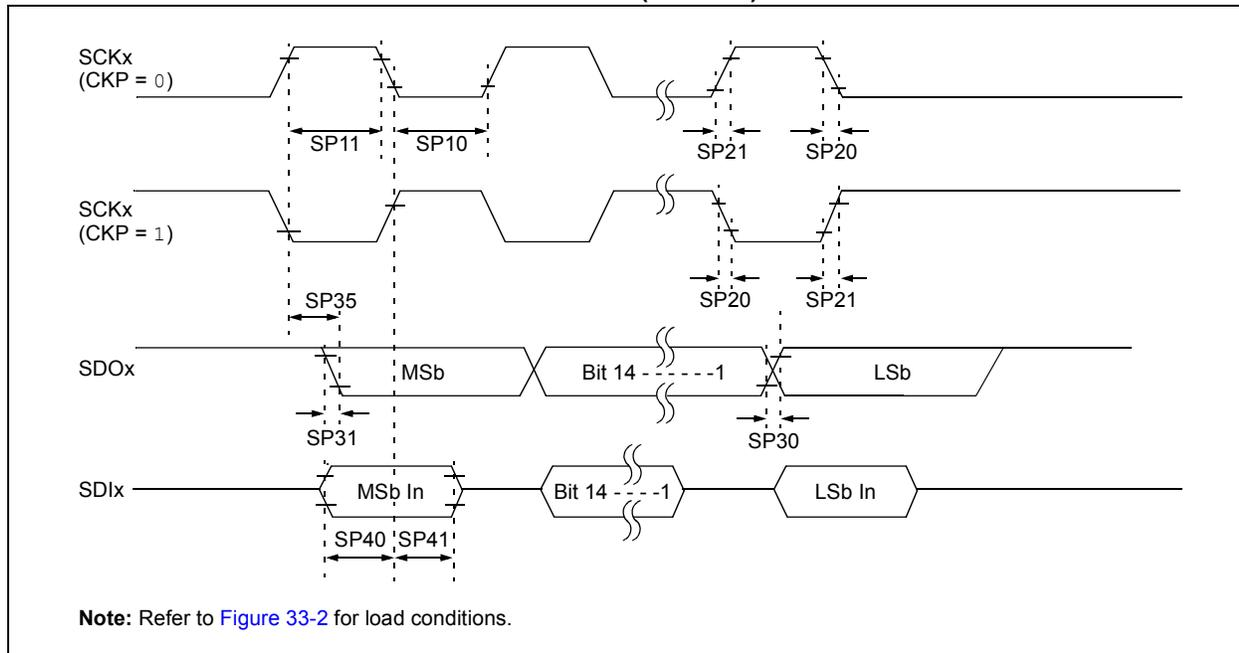 SCKx
(CKP = 0)
SP11
SP10
SP21
SP20
SCKx
(CKP = 1)
SP35
SP20
SP21
SDOx
MSb
Bit 14 - - - - - -1
LSb
SP31
SP30
SDIx
MSb In
Bit 14 - - - - -1
LSb In
SP40
SP41
Note: Refer to Figure 33-2 for load conditions.